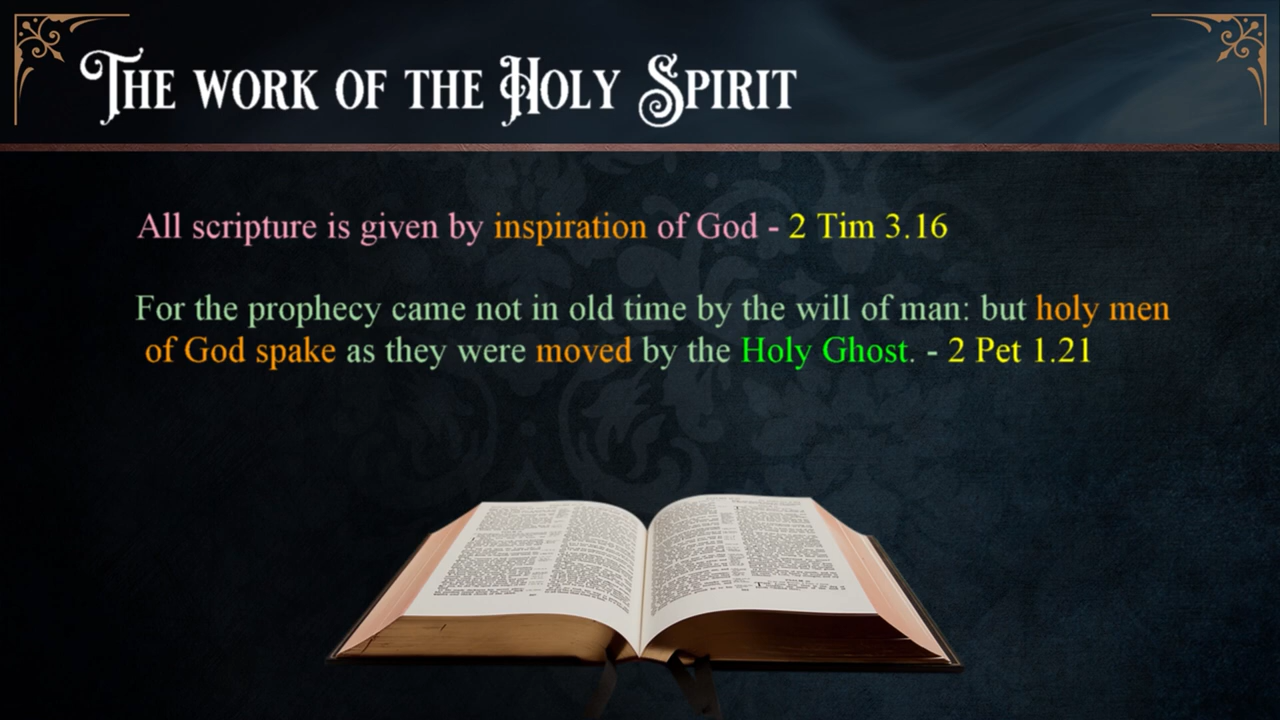 The work of the Holy Spirit
All scripture is given by inspiration of God - 2 Tim 3.16
For the prophecy came not in old time by the will of man: but holy men
of God spake as they were moved by the Holy Ghost. - 2 Pet 1.21